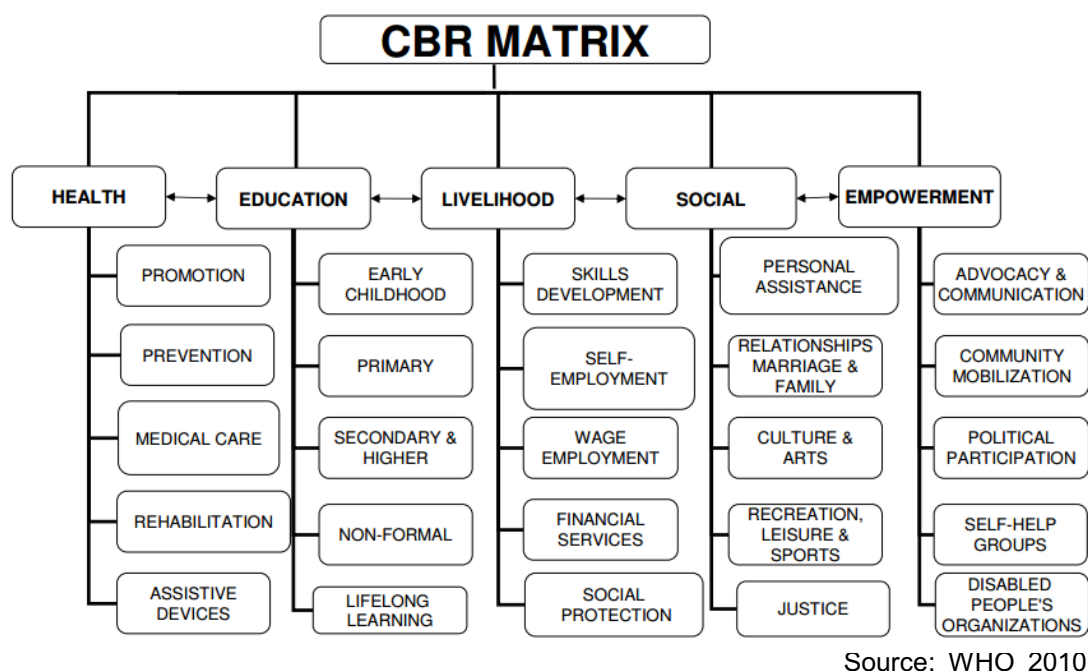 CBR MATRIX
HEALTH
EDUCATION
LIVELIHOOD
SOCIAL
EMPOWERMENT
PROMOTION
PREVENTION
MEDICAL CARE
REHABILITATION
ASSISTIVE
DEVICES
EARLY
CHILDHOOD
PRIMARY
SECONDARY &
HIGHER
NON-FORMAL
LIFELONG
LEARNING
SKILLS
DEVELOPMENT
SELF-
EMPLOYMENT
WAGE
EMPLOYMENT
FINANCIAL
SERVICES
SOCIAL
PROTECTION
PERSONAL
ASSISTANCE
RELATIONSHIPS
MARRIAGE &
FAMILY
CULTURE &
ARTS
RECREATION,
LEISURE &
SPORTS
JUSTICE
ADVOCACY &
COMMUNICATION
COMMUNITY
MOBILIZATION
POLITICAL
PARTICIPATION
SELF-HELP
GROUPS
DISABLED
PEOPLE'S
ORGANIZATIONS
Source: WHO 2010